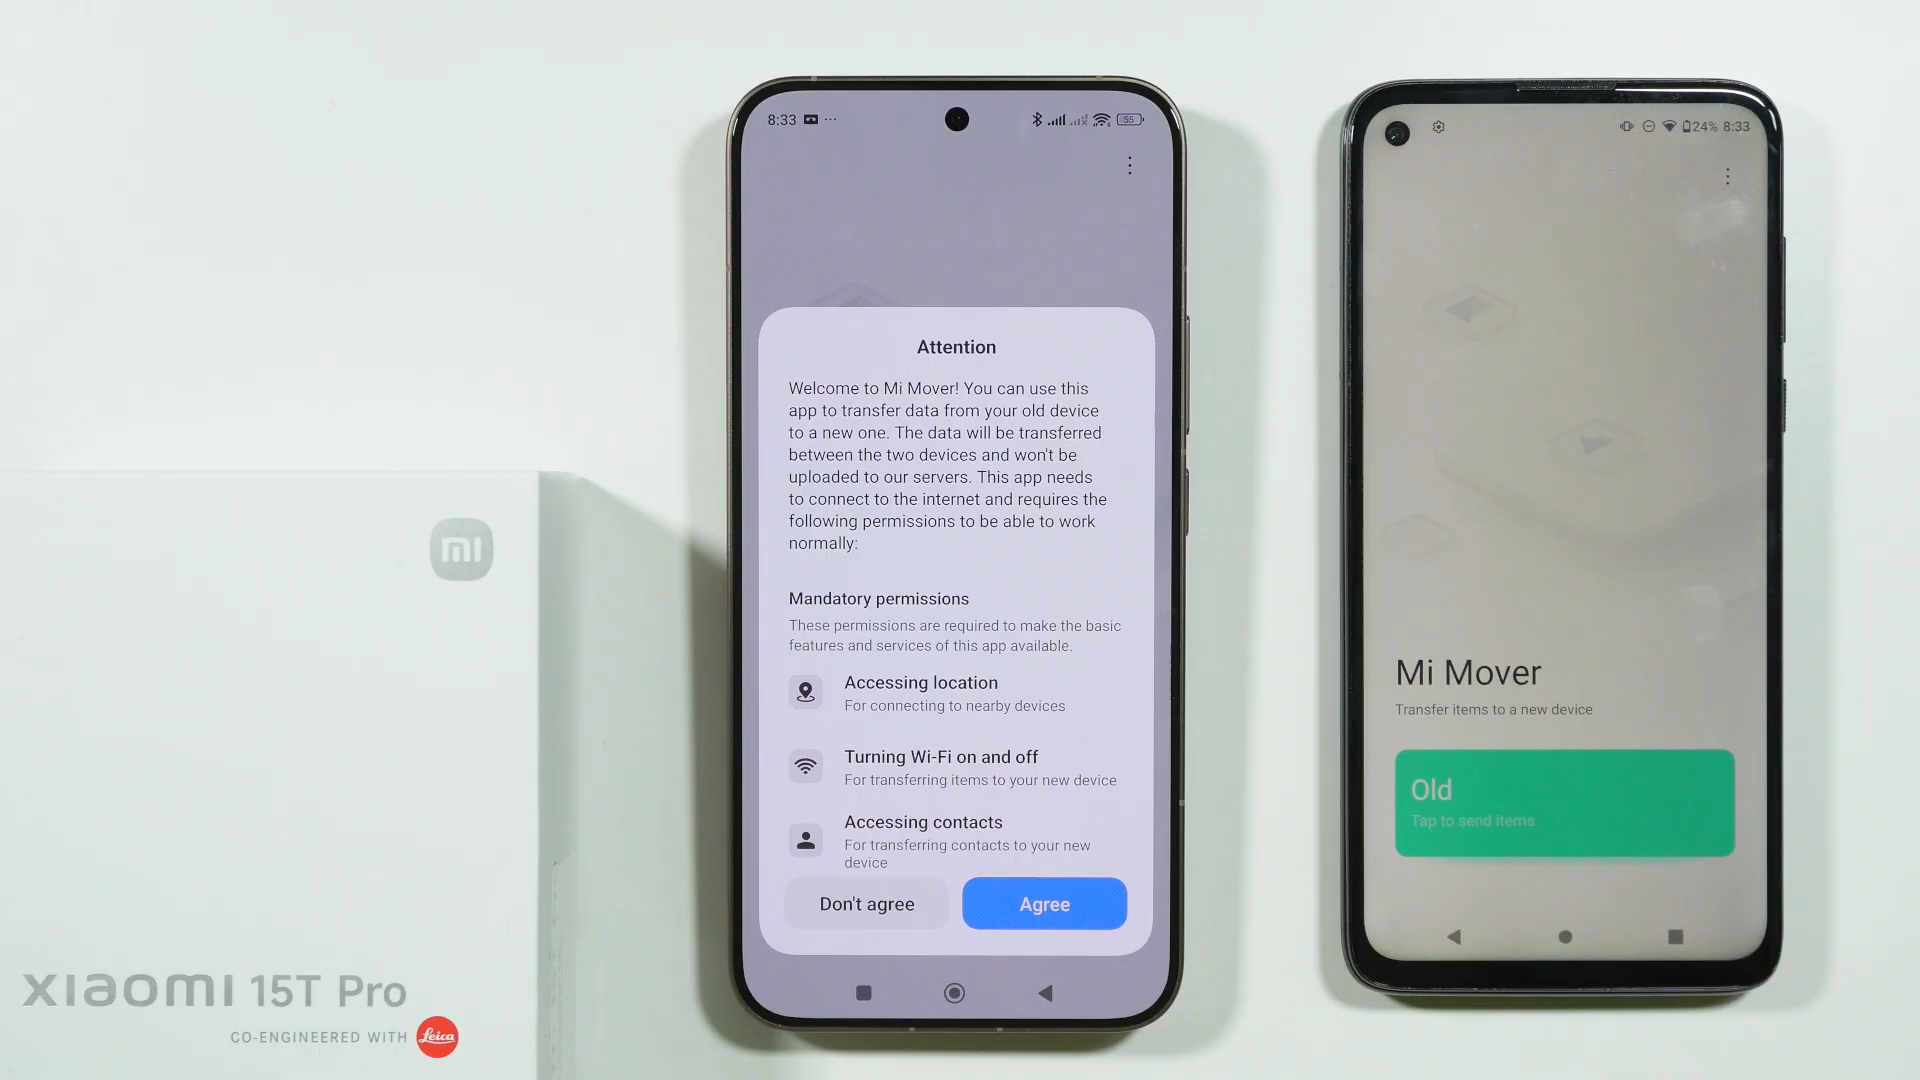 8:33
55
Attention
Welcome to Mi Mover! You can use this
app to transfer data from your old device
to a new one. The data will be transferred
between the two devices and won't be
uploaded to our servers. This app needs
to connect to the internet and requires the
following permissions to be able to work
normally:
Mandatory permissions
These permissions are required to make the basic
features and services of this app available.
Accessing location
For connecting to nearby devices
Turning Wi-Fi on and off
For transferring items to your new device
Accessing contacts
For transferring contacts to your new
device
Don't agree
Agree
24% 8:33
Mi Mover
Transfer items to a new device
Old
Tap to send items
mi
xiaomi 15T Pro
CO-ENGINEERED WITH
Leica